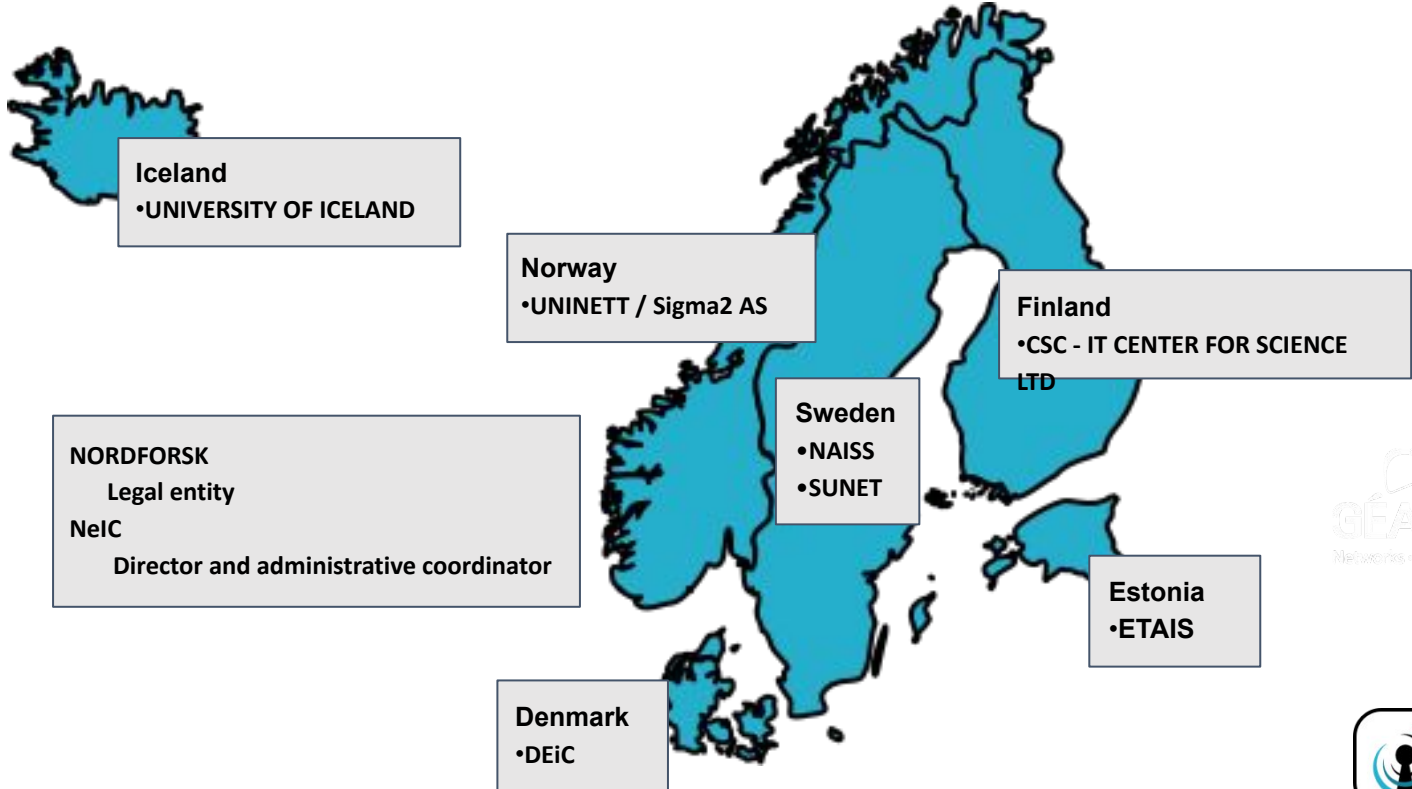 Iceland
•UNIVERSITY OF ICELAND
Norway
•UNINETT / Sigma2 AS
Finland
•CSC - IT CENTER FOR SCIENCE
LTD
Sweden
•NAISS
•SUNET
NORDFORSK
Legal entity
NeIC
Director and administrative coordinator
Estonia
•ETAIS
Denmark
•DEiC